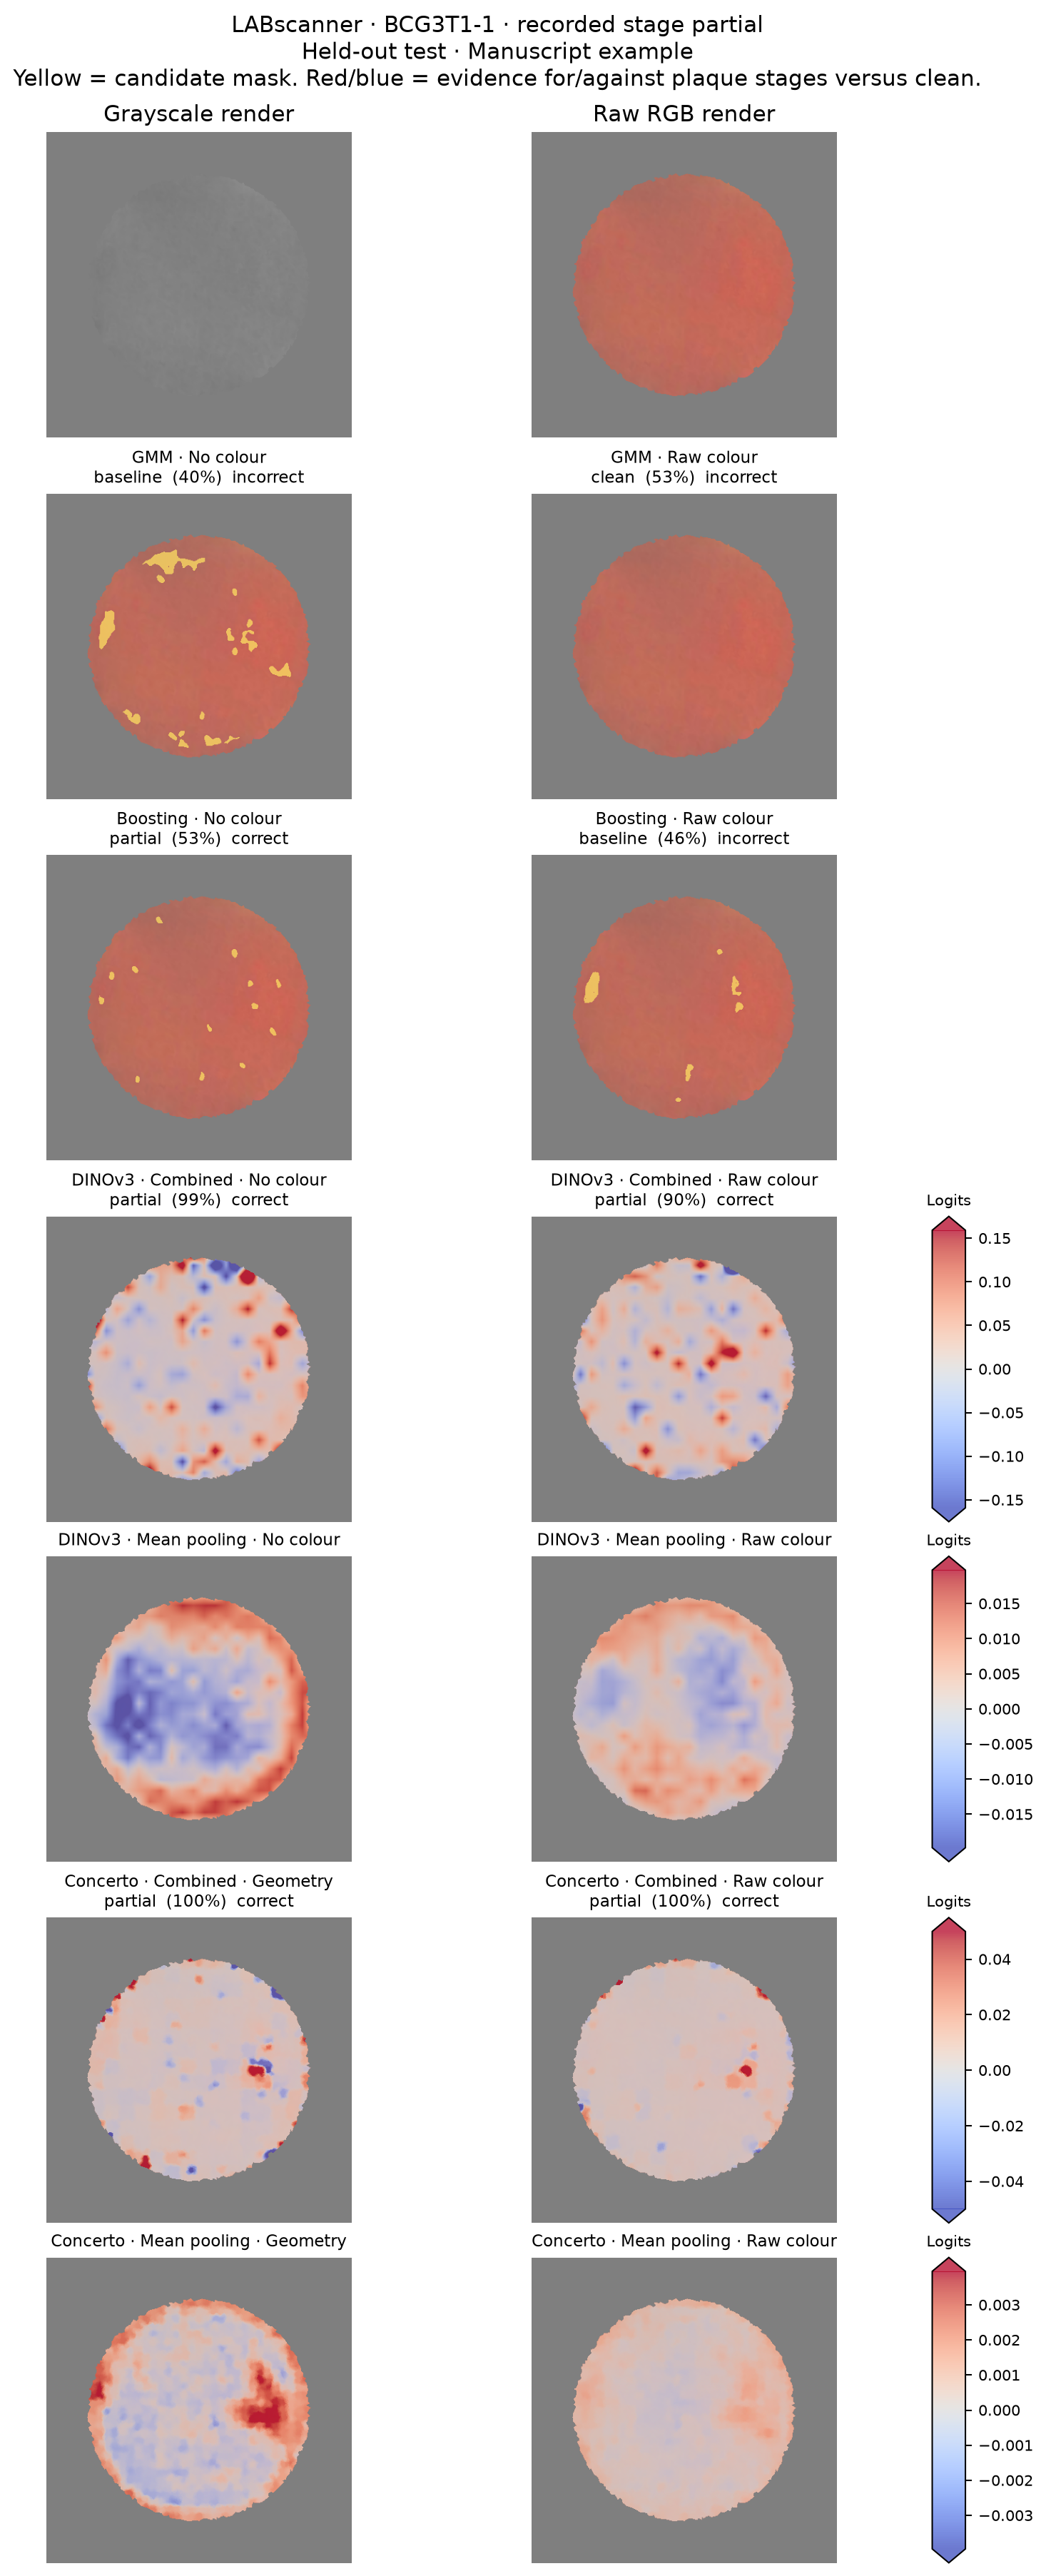 LABscanner · BCG3T1-1 · recorded stage partial
Held-out test · Manuscript example
Yellow = candidate mask. Red/blue = evidence for/against plaque stages versus clean.
Grayscale render
Raw RGB render
GMM · No colour
baseline (40%) incorrect
GMM · Raw colour
clean (53%) incorrect
Boosting · No colour
partial (53%) correct
Boosting · Raw colour
baseline (46%) incorrect
DINOv3 · Combined · No colour
partial (99%) correct
DINOv3 · Combined · Raw colour
partial (90%) correct
Logits
0.15
0.10
0.05
0.00
−0.05
−0.10
−0.15
DINOv3 · Mean pooling · No colour
DINOv3 · Mean pooling · Raw colour
Logits
0.015
0.010
0.005
0.000
−0.005
−0.010
−0.015
Concerto · Combined · Geometry
partial (100%) correct
Concerto · Combined · Raw colour
partial (100%) correct
Logits
0.04
0.02
0.00
−0.02
−0.04
Concerto · Mean pooling · Geometry
Concerto · Mean pooling · Raw colour
Logits
0.003
0.002
0.001
0.000
−0.001
−0.002
−0.003